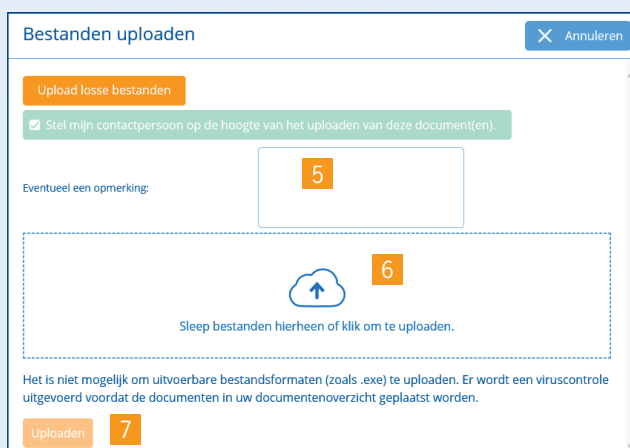 Bestanden uploaden
Annuleren
Upload losse bestanden
Stel mijn contactpersoon op de hoogte van het uploaden van deze document(en).
5
Eventueel een opmerking:
6
Sleep bestanden hierheen of klik om te uploaden.
Het is niet mogelijk om uitvoerbare bestandsformaten (zoals .exe) te uploaden. Er wordt een viruscontrole
uitgevoerd voordat de documenten in uw documentenoverzicht geplaatst worden.
Uploaden
7